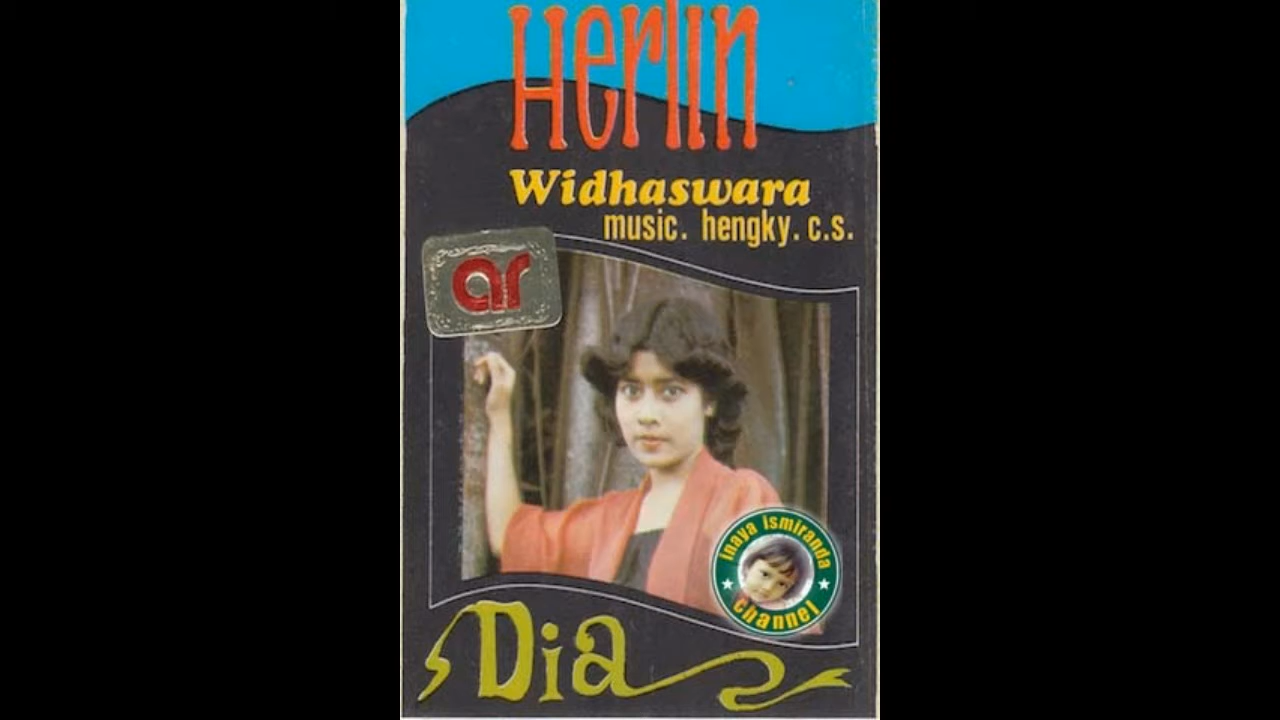 Herlin
Widhaswara
music. hengky. c.s.
ar
inaya ismiranda
channel
Dia